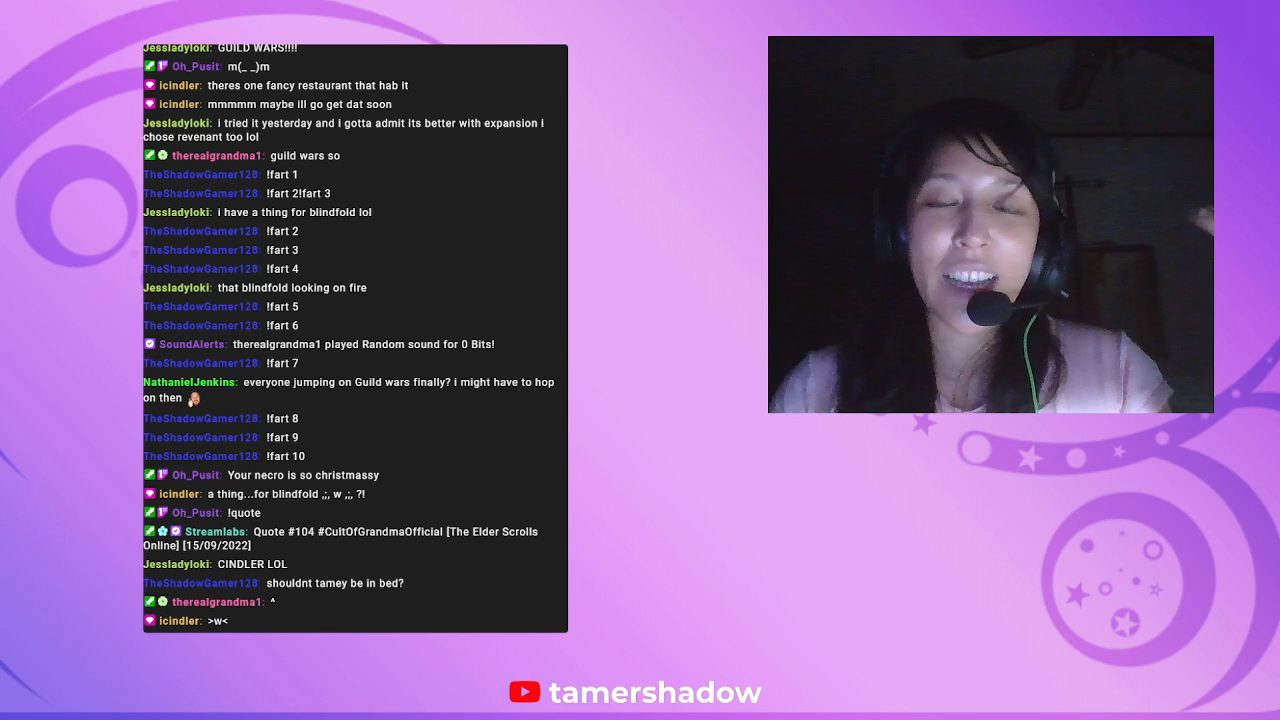 Jessladyloki: GUILD WARS!!!!
Oh_Pusit: m(_ _)m
icindler: theres one fancy restaurant that hab it
icindler: mmmmm maybe ill go get dat soon
Jessladyloki: i tried it yesterday and i gotta admit its better with expansion i
chose revenant too lol
therealgrandma1: guild wars so
TheShadowGamer128: !fart 1
TheShadowGamer128: !fart 2!fart 3
Jessladyloki: i have a thing for blindfold lol
TheShadowGamer128: !fart 2
TheShadowGamer128: !fart 3
TheShadowGamer128: !fart 4
Jessladyloki: that blindfold looking on fire
TheShadowGamer128: !fart 5
TheShadowGamer128: !fart 6
SoundAlerts: therealgrandma1 played Random sound for 0 Bits!
TheShadowGamer128: !fart 7
NathanielJenkins: everyone jumping on Guild wars finally? i might have to hop
on then
TheShadowGamer128: !fart 8
TheShadowGamer128: !fart 9
TheShadowGamer128: !fart 10
Oh_Pusit: Your necro is so christmassy
icindler: a thing...for blindfold ,:, w ,:, ?!
Oh_Pusit: !quote
Streamlabs: Quote #104 #CultOfGrandmaOfficial [The Elder Scrolls
Online] [15/09/2022]
Jessladyloki: CINDLER LOL
TheShadowGamer128: shouldnt tamey be in bed?
therealgrandma1: ^
icindler: >w<
tamershadow